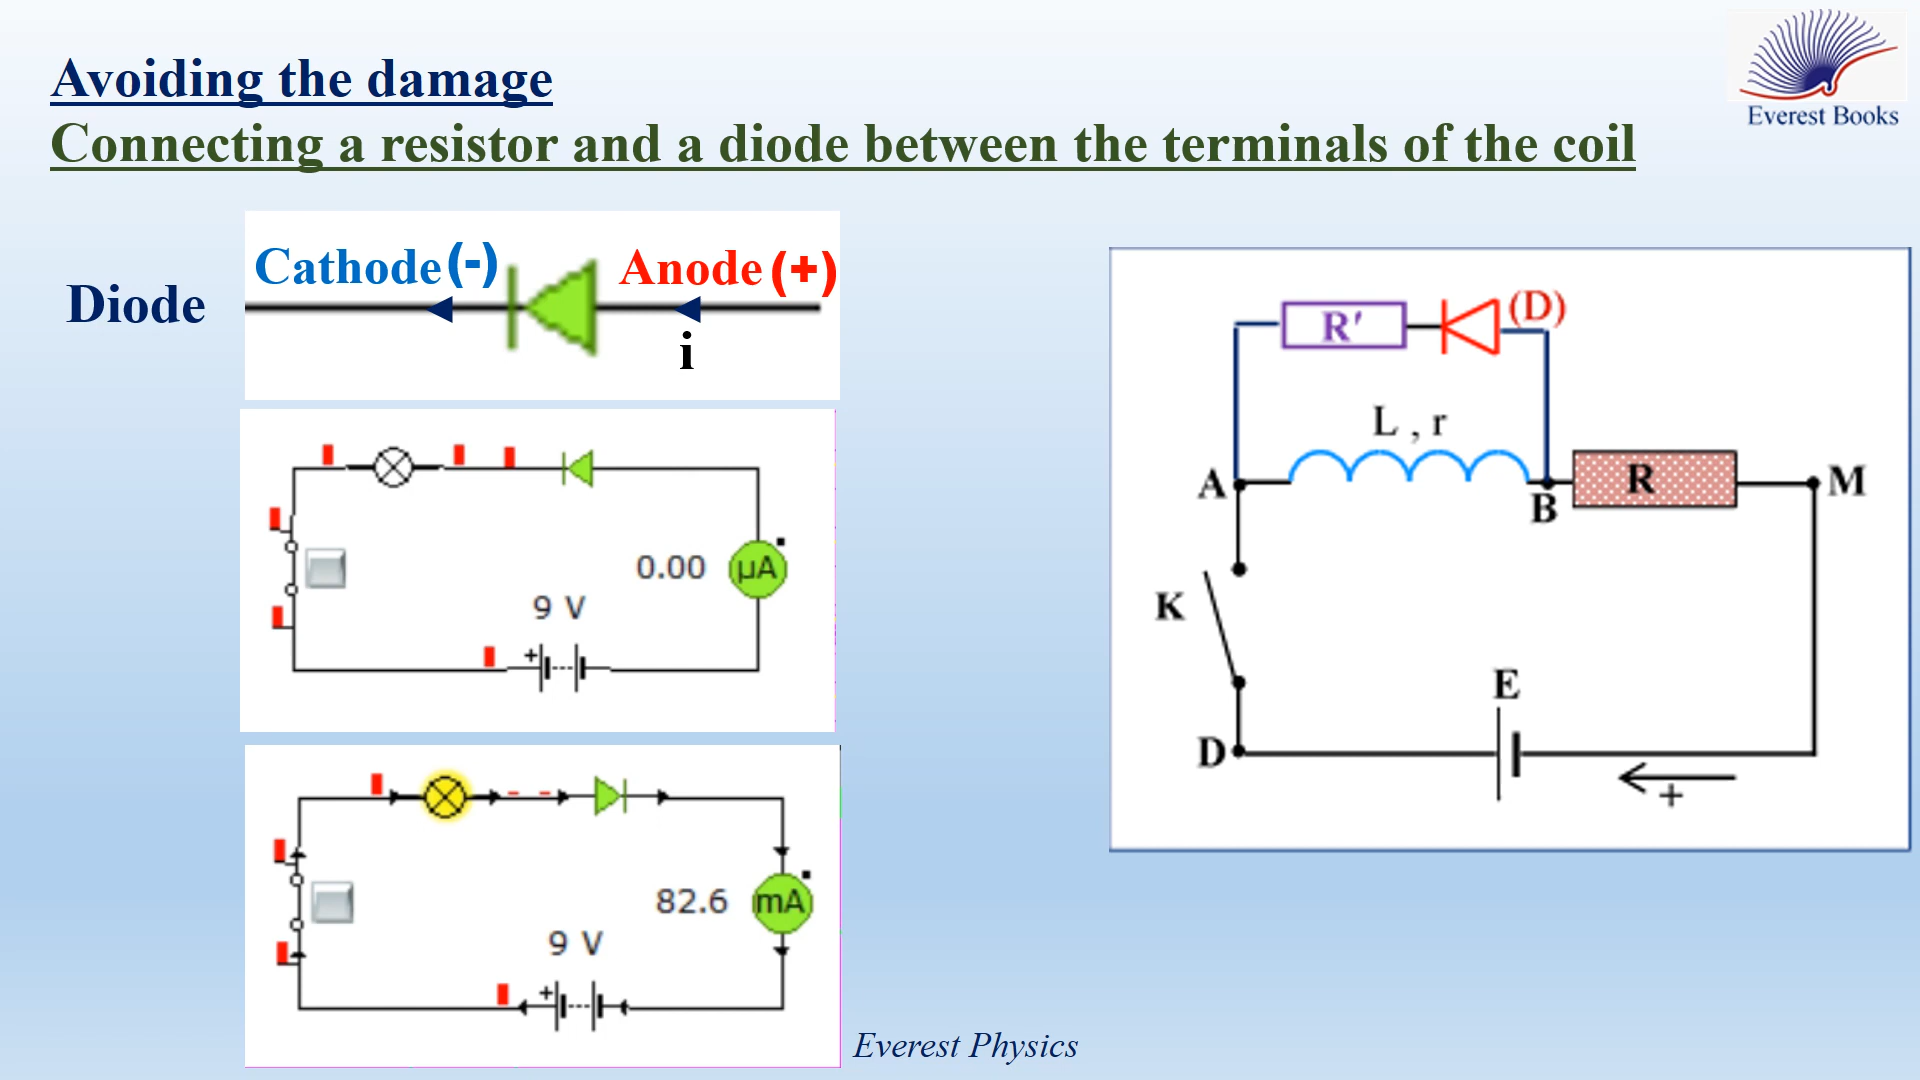 Avoiding the damage
Connecting a resistor and a diode between the terminals of the coil
Everest Books
Diode
Cathode (-)
Anode (+)
i
0.00
µA
9 V
+
82.6
mA
9 V
+
R'
(D)
L , r
A
B
R
M
K
E
D
+
Everest Physics